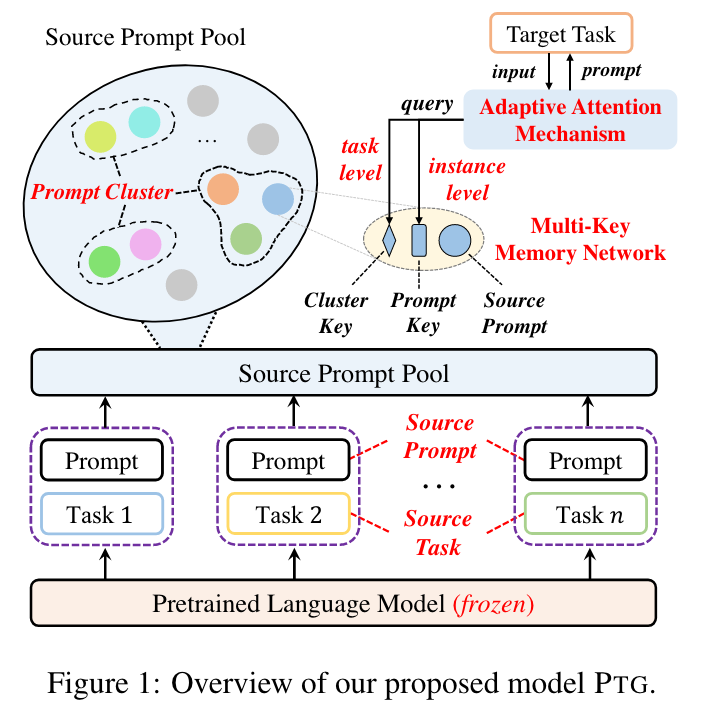 Source Prompt Pool
Target Task
input
prompt
Adaptive Attention
Mechanism
query
task
level
instance
level
...
Prompt Cluster
Multi-Key
Memory Network
Cluster
Key
Prompt
Key
Source
Prompt
Source Prompt Pool
Prompt
Task 1
Prompt
Task 2
Source
Prompt
...
Source
Task
Prompt
Task n
Pretrained Language Model (frozen)
Figure 1: Overview of our proposed model PTG.